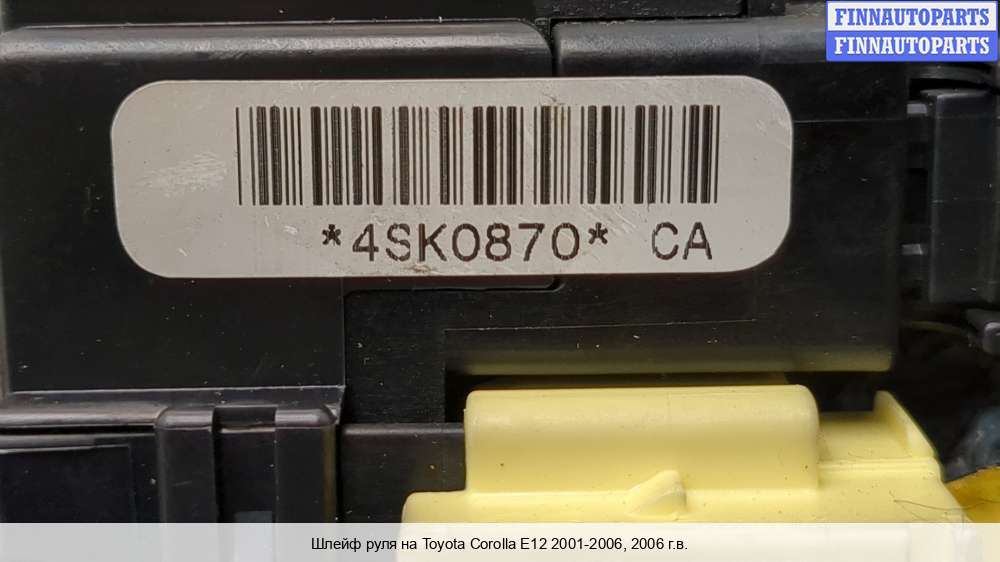 FINNAUTOPARTS
FINNAUTOPARTS
*4SK0870* CA
Шлейф руля на Toyota Corolla E12 2001-2006, 2006 г.в.